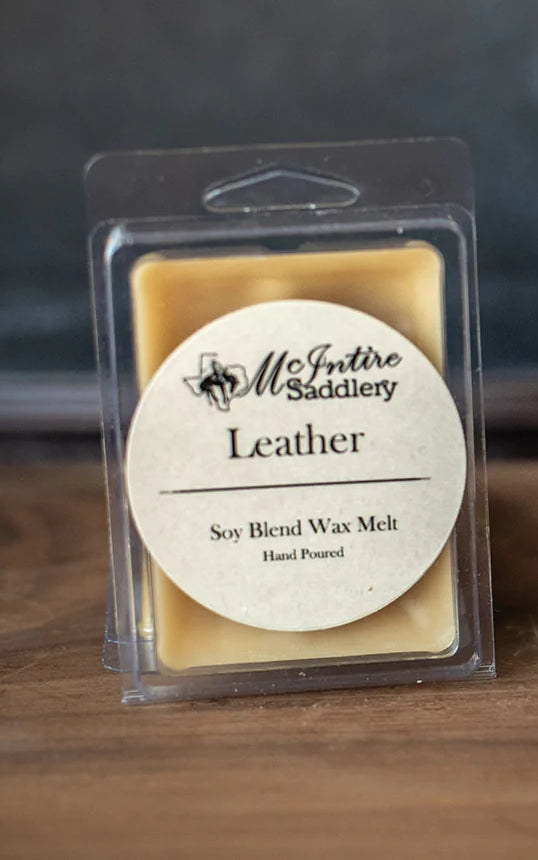 McIntire
Saddlery
Leather
Soy Blend Wax Melt
Hand Poured